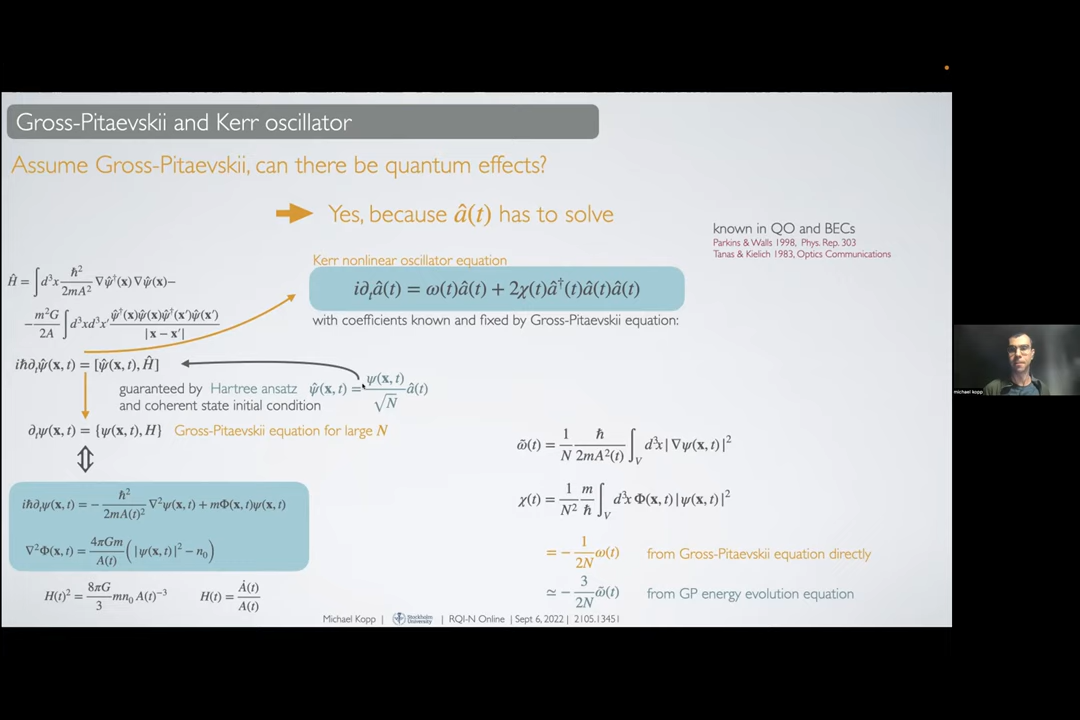 Gross-Pitaevskii and Kerr oscillator
Assume Gross-Pitaevskii, can there be quantum effects?
Yes, because â(t) has to solve
known in QO and BECs
Parkins & Walls 1998, Phys. Rep. 303
Tanas & Kielich 1983, Optics Communications
Kerr nonlinear oscillator equation
i∂ₜâ(t) = ω(t)â(t) + 2χ(t)â†(t)â(t)â(t)
with coefficients known and fixed by Gross-Pitaevskii equation:
Ĥ = ∫d³x ℏ²/2mA² ∇ψ̂†(x)∇ψ̂(x)−
−m²G/2A ∫d³xd³x′ ψ̂†(x)ψ̂(x)ψ̂†(x′)ψ̂(x′)/|x − x′|
iℏ∂ₜψ̂(x, t) = [ψ̂(x, t), Ĥ]
guaranteed by Hartree ansatz ψ̂(x, t) = ψ(x, t)/√N â(t)
and coherent state initial condition
∂ₜψ(x, t) = {ψ(x, t), H} Gross-Pitaevskii equation for large N
iℏ∂ₜψ(x, t) = −ℏ²/2mA(t)² ∇²ψ(x, t) + mΦ(x, t)ψ(x, t)
∇²Φ(x, t) = 4πGm/A(t) (|ψ(x, t)|² − n₀)
H(t)² = 8πG/3 mn₀ A(t)⁻³ H(t) = Ȧ(t)/A(t)
ω̃(t) = 1/N ℏ/2mA²(t) ∫_V d³x|∇ψ(x, t)|²
χ(t) = 1/N² m/ℏ ∫_V d³x Φ(x, t)|ψ(x, t)|²
= −1/2N ω(t) from Gross-Pitaevskii equation directly
≃ −3/2N ω̃(t) from GP energy evolution equation
Michael Kopp | Stockholm University | RQI-N Online | Sept 6, 2022 | 2105.13451
michael kopp